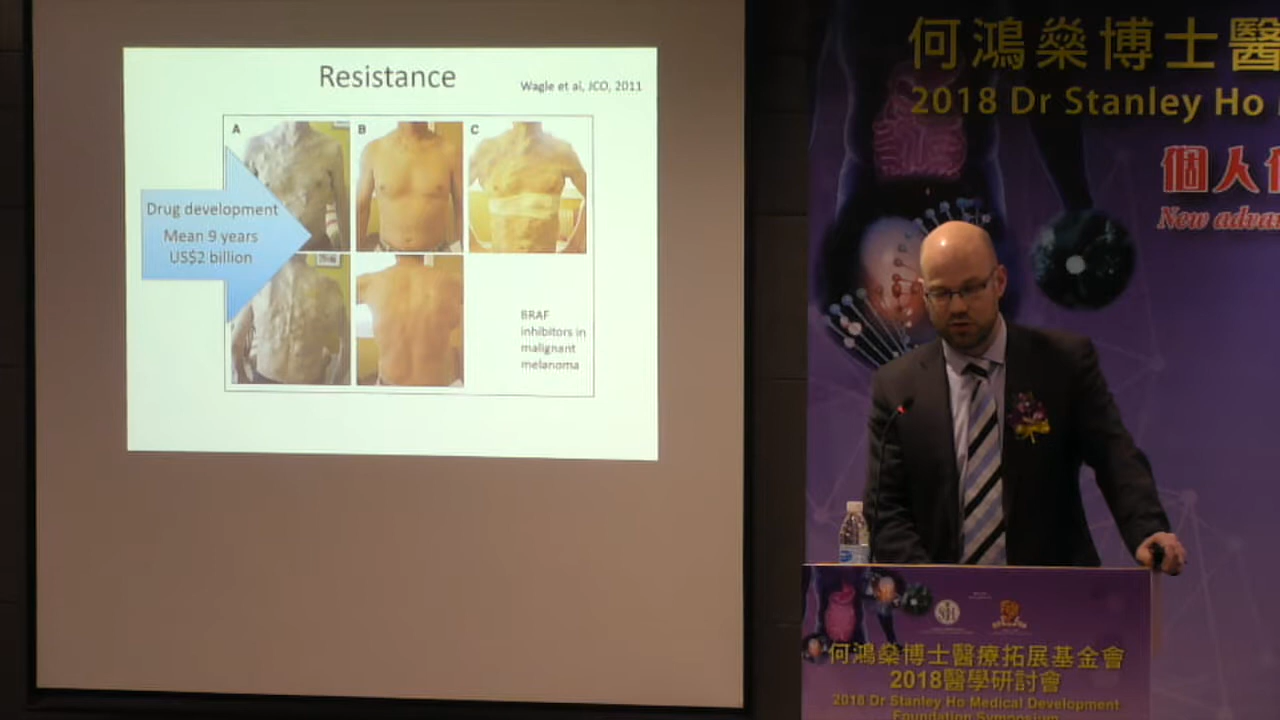 Resistance
Wagle et al, JCO, 2011
A
B
C
Drug development
Mean 9 years
US$2 billion
BRAF
inhibitors in
malignant
melanoma
何鴻燊博士醫
2018 Dr Stanley Ho
個人化
New advan
何鴻燊博士醫療拓展基金會
2018醫學研討會
2018 Dr Stanley Ho Medical Development
Foundation Symposium